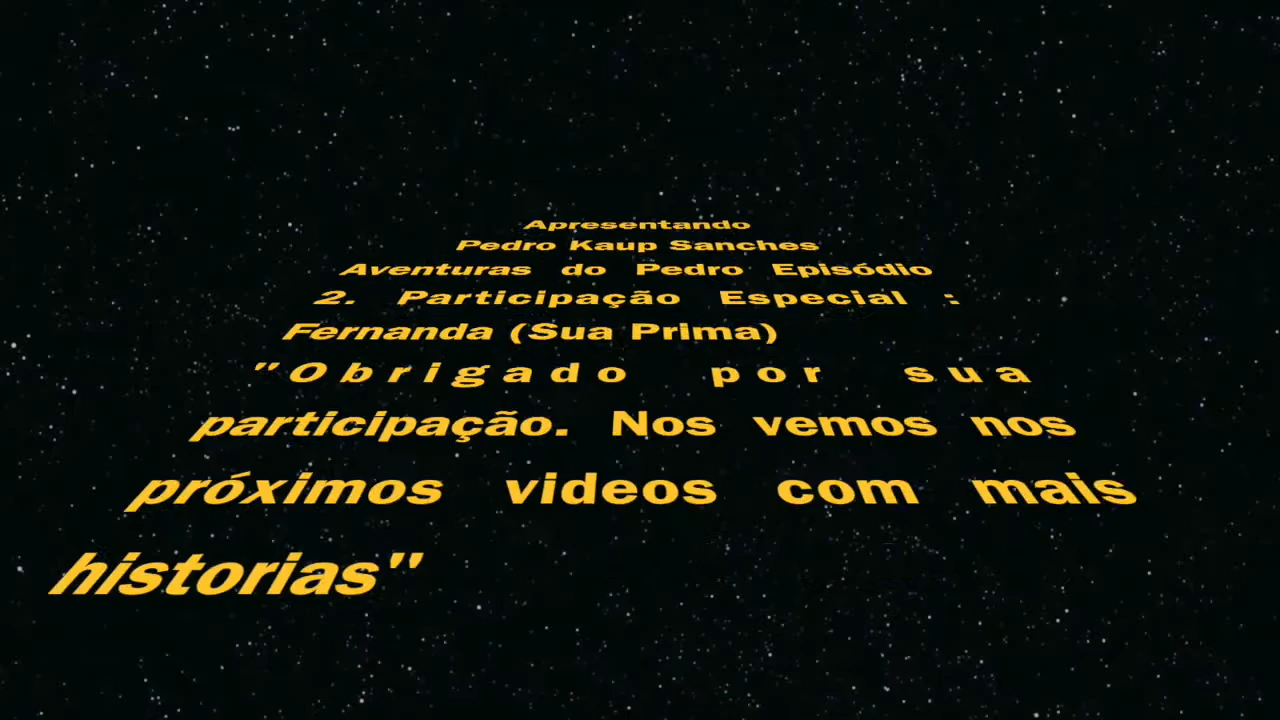 Apresentando
Pedro Kaup Sanches
Aventuras do Pedro Episódio
2. Participação Especial :
Fernanda (Sua Prima)
"Obrigado por sua
participação. Nos vemos nos
próximos videos com mais
historias"